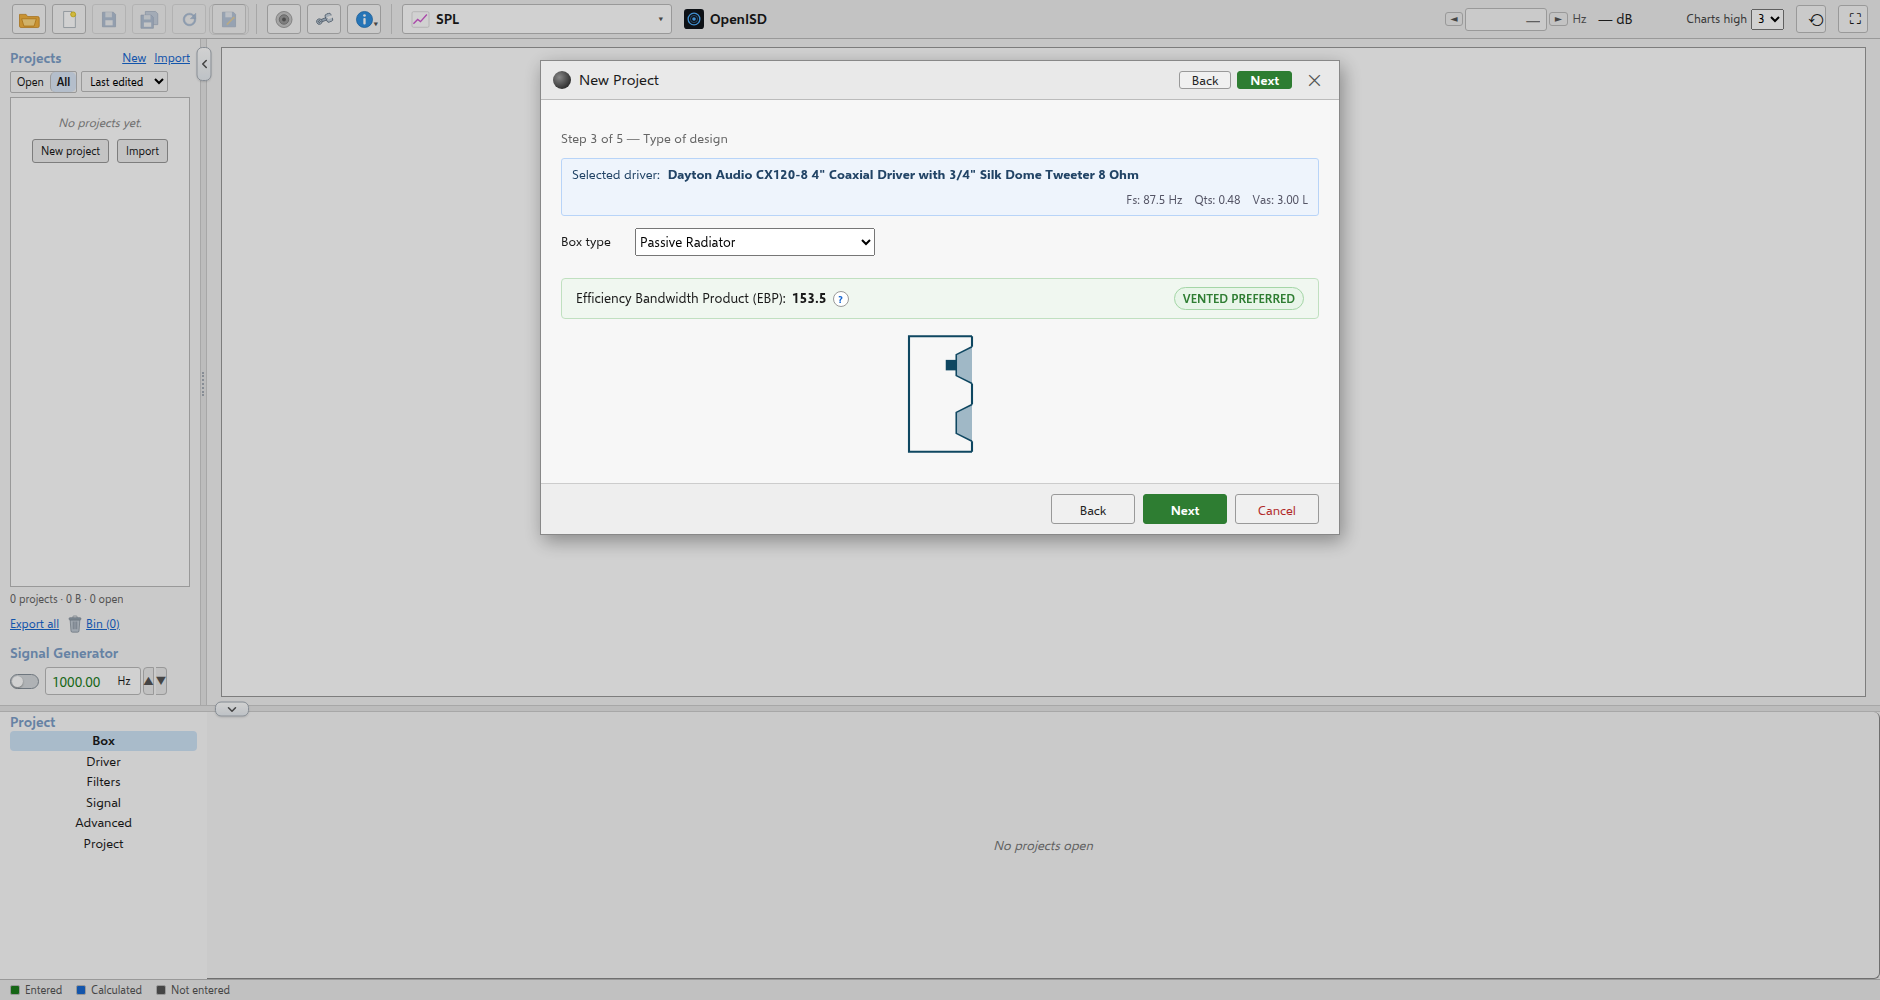 SPL
OpenISD
— Hz — dB
Charts high 3
Projects New Import
Open All Last edited
No projects yet.
New project Import
0 projects · 0 B · 0 open
Export all Bin (0)
Signal Generator
1000.00 Hz
Project
Box
Driver
Filters
Signal
Advanced
Project
New Project
Back Next
Step 3 of 5 — Type of design
Selected driver: Dayton Audio CX120-8 4" Coaxial Driver with 3/4" Silk Dome Tweeter 8 Ohm
Fs: 87.5 Hz Qts: 0.48 Vas: 3.00 L
Box type Passive Radiator
Efficiency Bandwidth Product (EBP): 153.5 ? VENTED PREFERRED
Back Next Cancel
No projects open
Entered Calculated Not entered